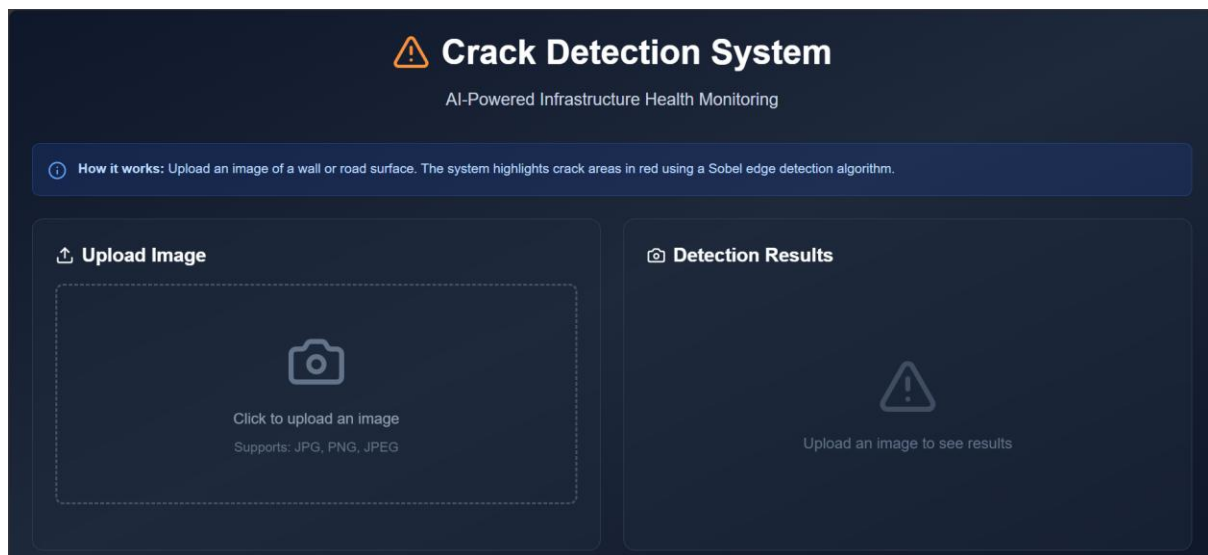 Crack Detection System
AI-Powered Infrastructure Health Monitoring
How it works: Upload an image of a wall or road surface. The system highlights crack areas in red using a Sobel edge detection algorithm.
Upload Image
Click to upload an image
Supports: JPG, PNG, JPEG
Detection Results
Upload an image to see results